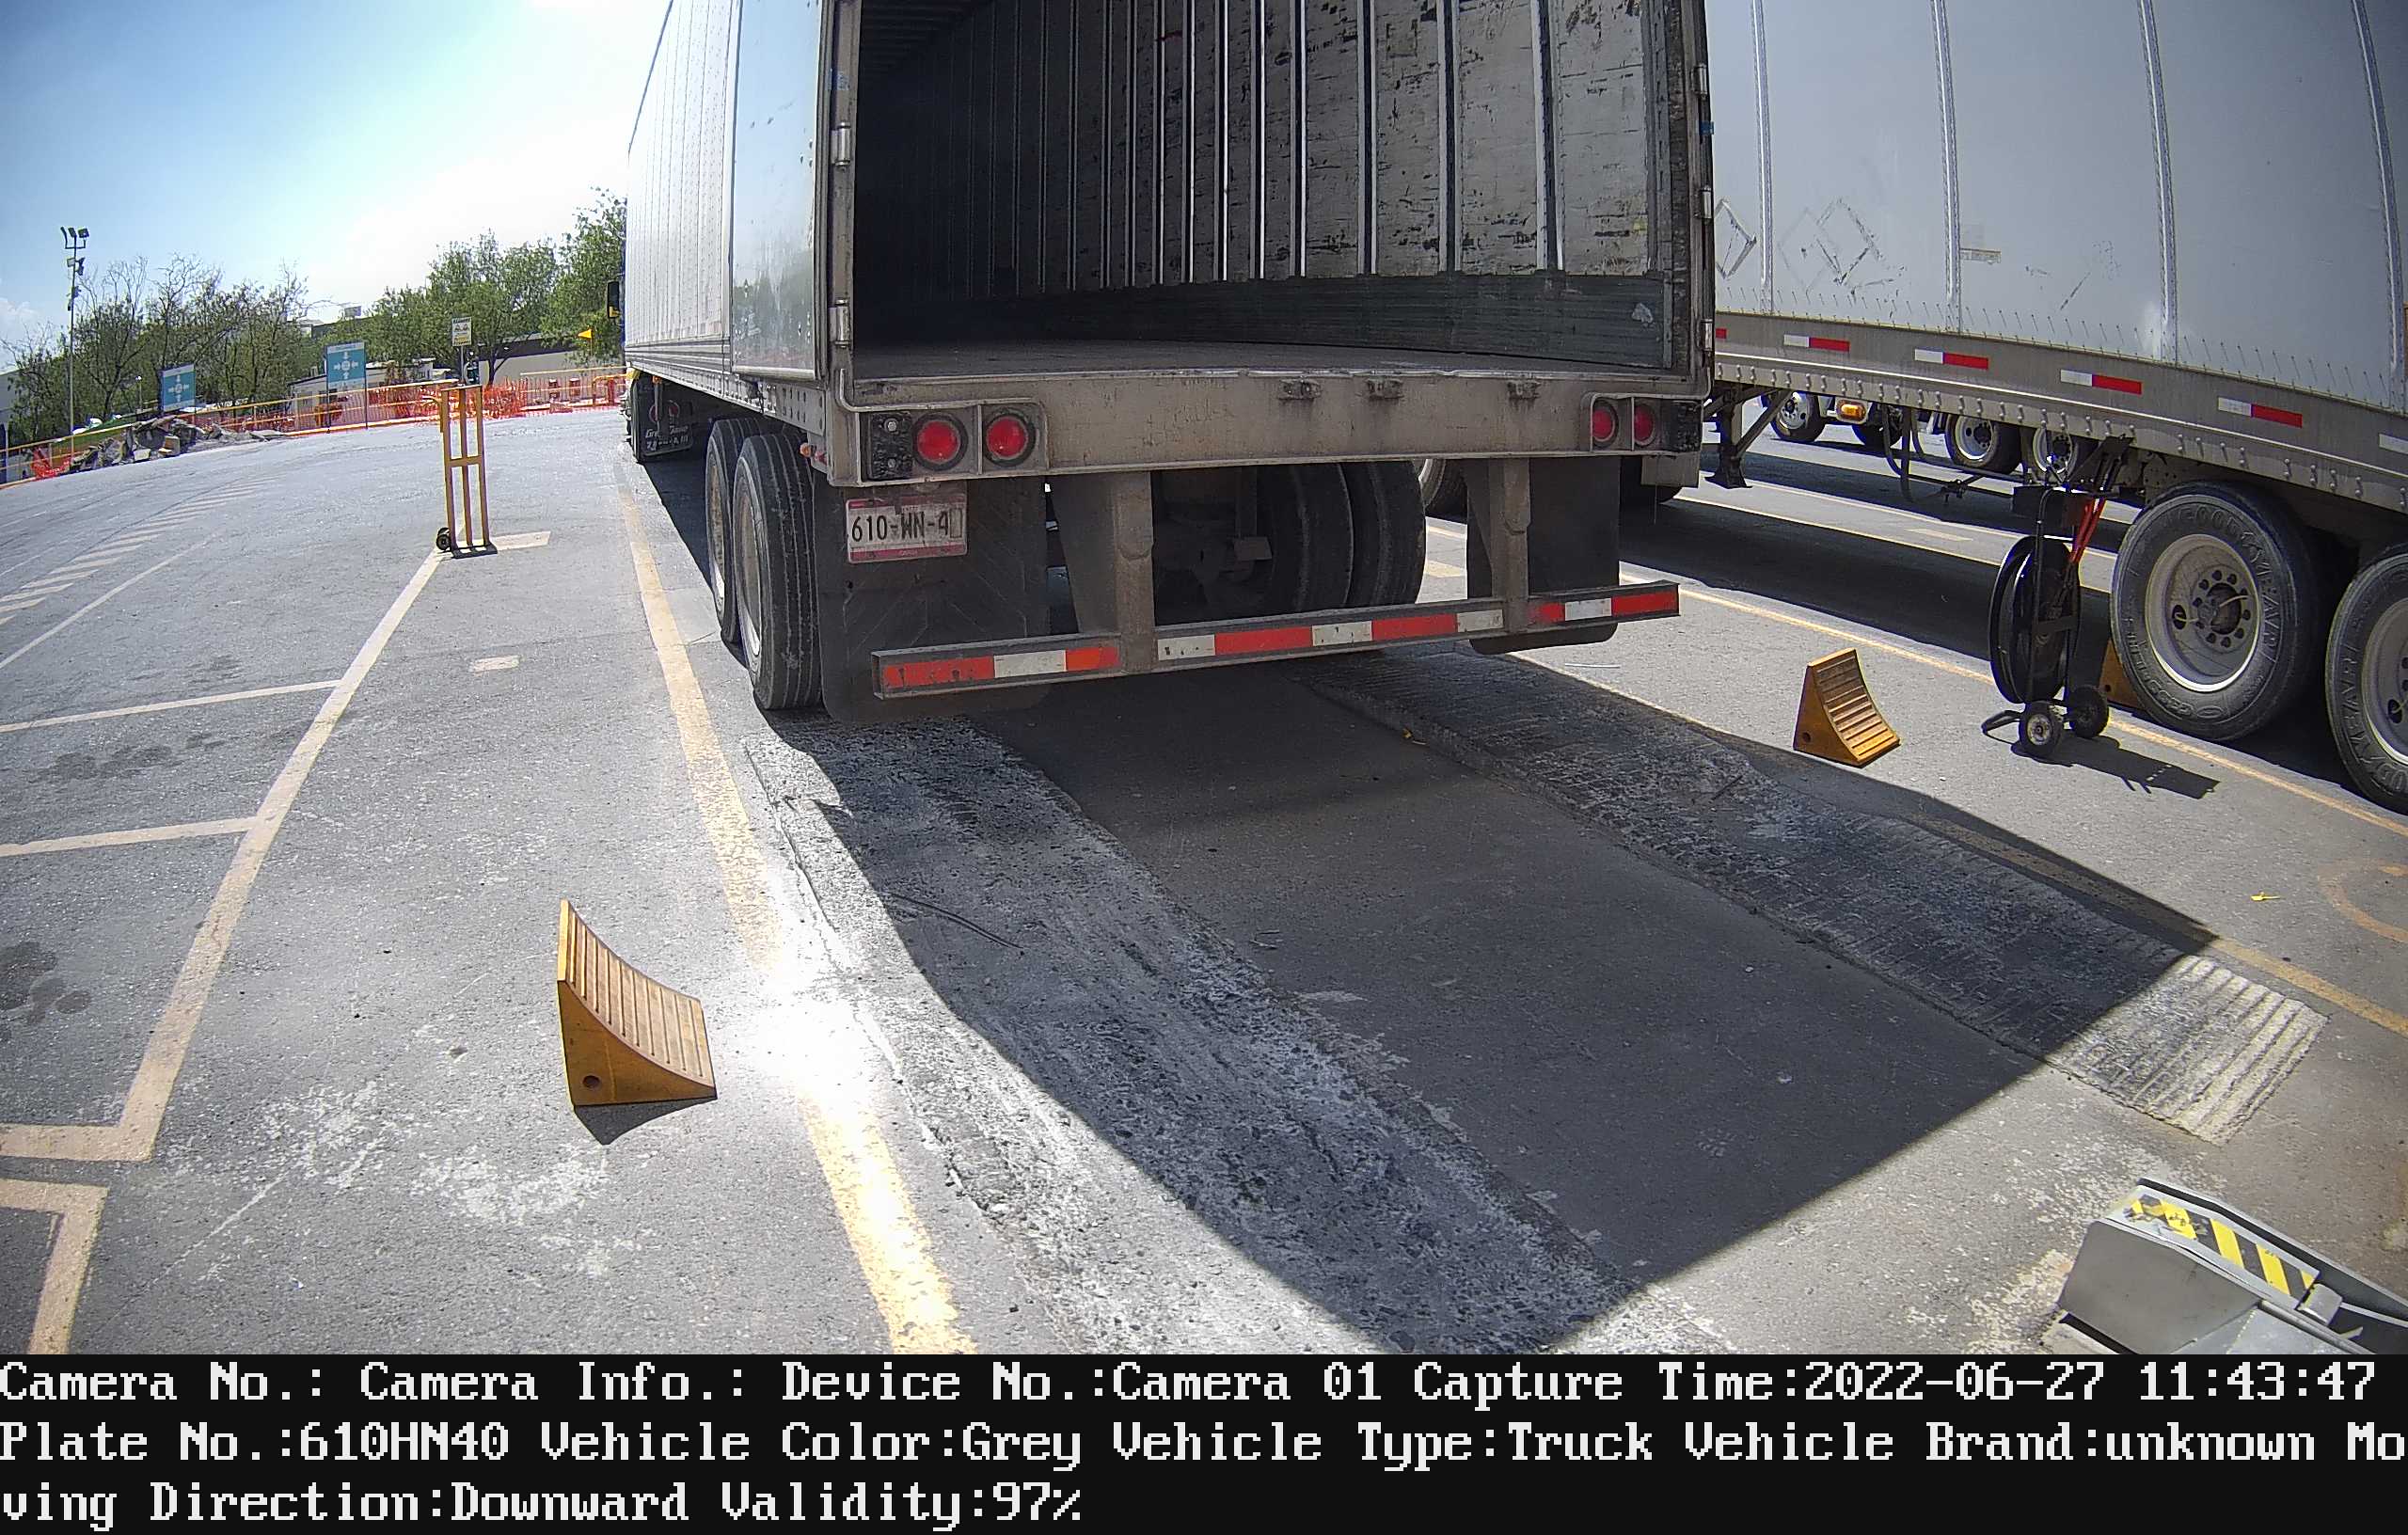 610-WN-4
GOODYEAR
Camera No.: Camera Info.: Device No.:Camera 01 Capture Time:2022-06-27 11:43:47
Plate No.:610HN40 Vehicle Color:Grey Vehicle Type:Truck Vehicle Brand:unknown Mo
ving Direction:Downward Validity:97%